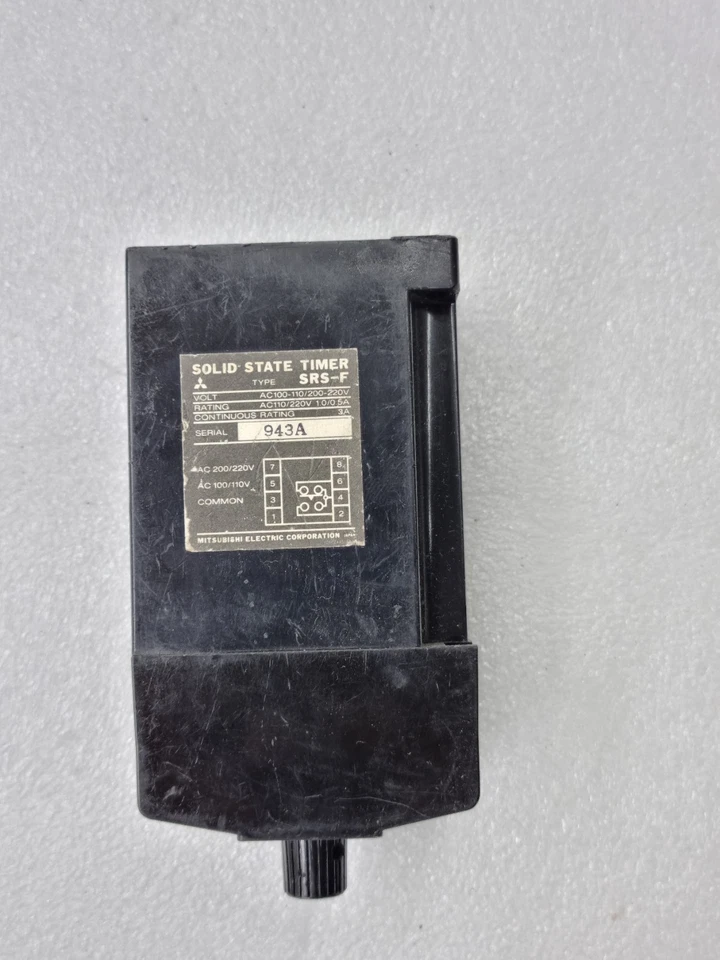 SOLID STATE TIMER
TYPE SRS-F
VOLT AC100-110/200-220V
RATING AC110/220V 1.0/0.5A
CONTINUOUS RATING 3A
SERIAL 943A
AC 200/220V 7 8
AC 100/110V 5 6
COMMON 3 4
1 2
MITSUBISHI ELECTRIC CORPORATION JAPAN